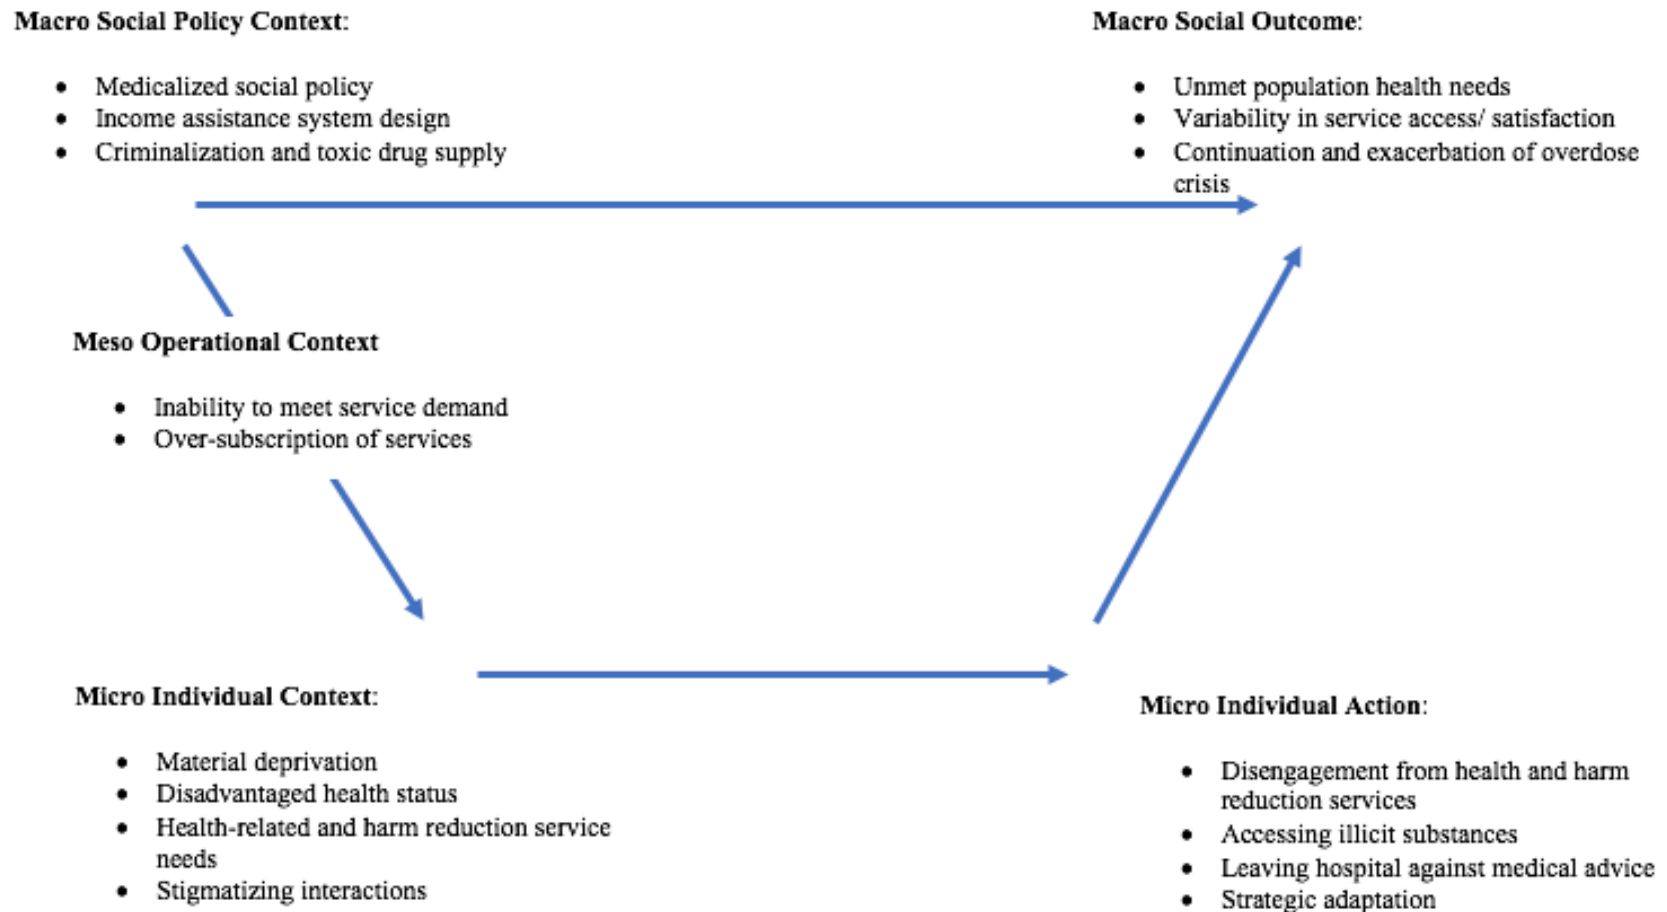 Macro Social Policy Context:
• Medicalized social policy
• Income assistance system design
• Criminalization and toxic drug supply
Macro Social Outcome:
• Unmet population health needs
• Variability in service access/ satisfaction
• Continuation and exacerbation of overdose
crisis
Meso Operational Context
• Inability to meet service demand
• Over-subscription of services
Micro Individual Context:
• Material deprivation
• Disadvantaged health status
• Health-related and harm reduction service
needs
• Stigmatizing interactions
Micro Individual Action:
• Disengagement from health and harm
reduction services
• Accessing illicit substances
• Leaving hospital against medical advice
• Strategic adaptation